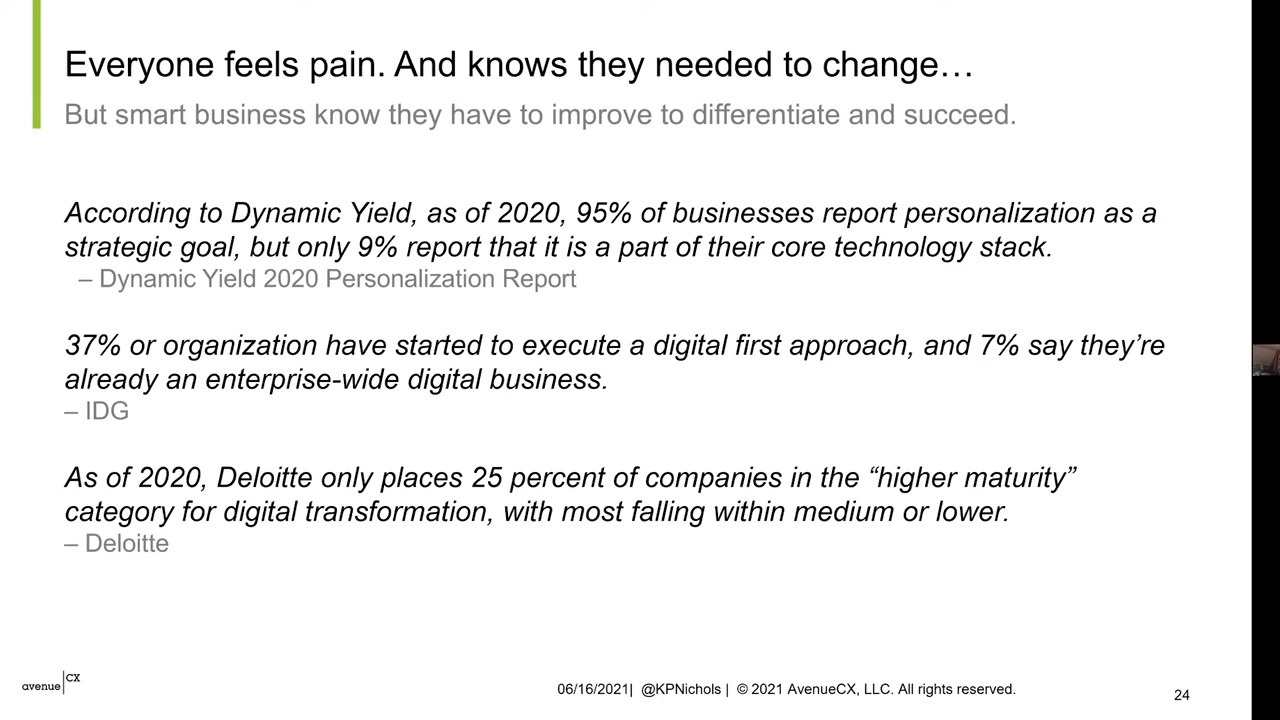 Everyone feels pain. And knows they needed to change…
But smart business know they have to improve to differentiate and succeed.
According to Dynamic Yield, as of 2020, 95% of businesses report personalization as a
strategic goal, but only 9% report that it is a part of their core technology stack.
– Dynamic Yield 2020 Personalization Report
37% or organization have started to execute a digital first approach, and 7% say they’re
already an enterprise-wide digital business.
– IDG
As of 2020, Deloitte only places 25 percent of companies in the “higher maturity”
category for digital transformation, with most falling within medium or lower.
– Deloitte
avenue CX
06/16/2021| @KPNichols | © 2021 AvenueCX, LLC. All rights reserved.
24